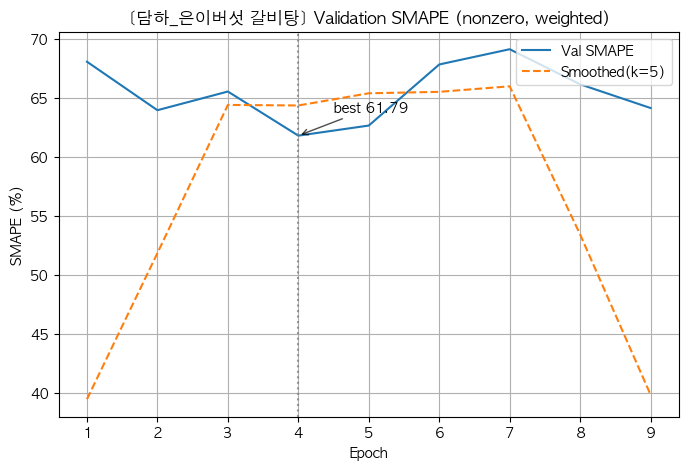 [담하_은이버섯 갈비탕] Validation SMAPE (nonzero, weighted)
Val SMAPE
Smoothed(k=5)
best 61.79
70
65
60
55
50
45
40
SMAPE (%)
1 2 3 4 5 6 7 8 9
Epoch